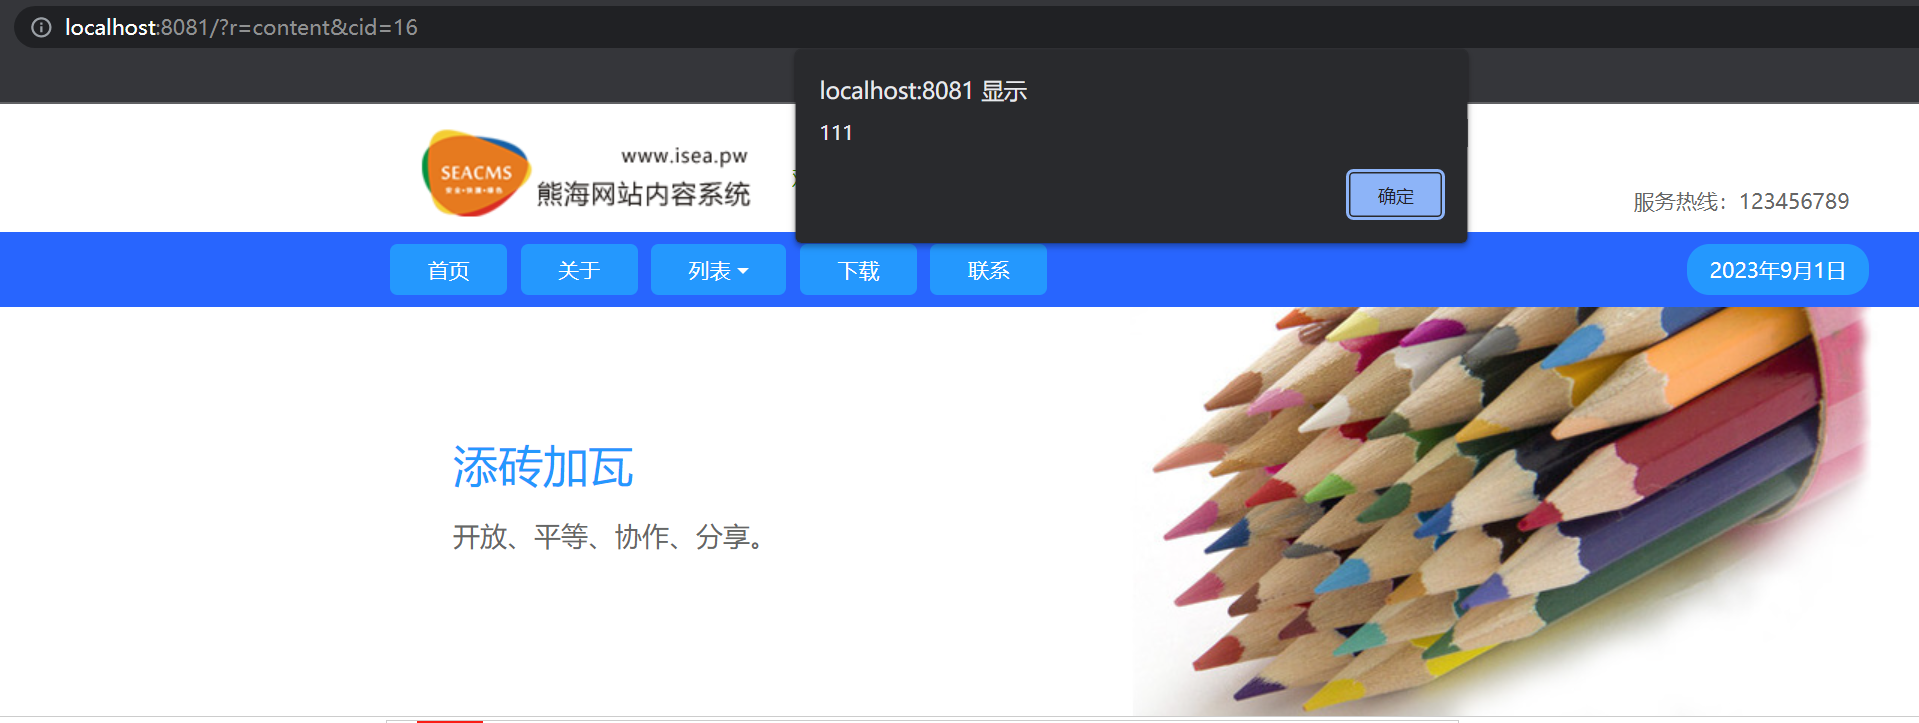 localhost:8081/?r=content&cid=16
localhost:8081 显示
111
确定
SEACMS
www.isea.pw
熊海网站内容系统
服务热线：123456789
首页
关于
列表
下载
联系
2023年9月1日
添砖加瓦
开放、平等、协作、分享。